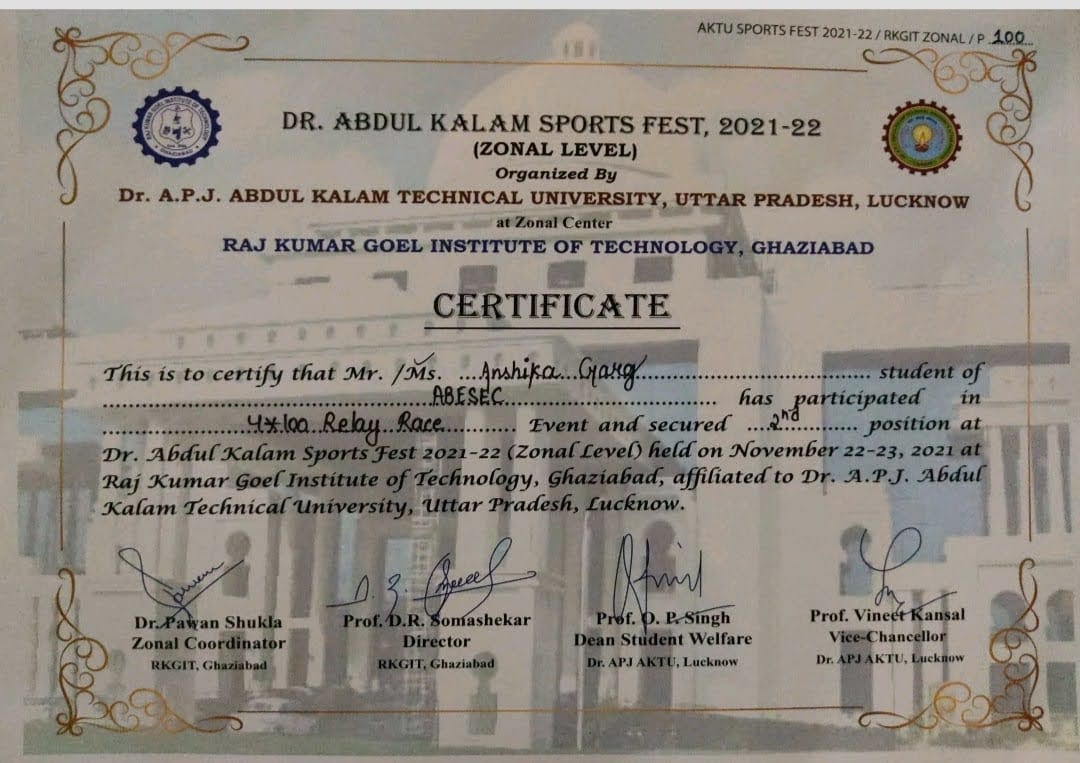 AKTU SPORTS FEST 2021-22 / RKGIT ZONAL / P 100
DR. ABDUL KALAM SPORTS FEST, 2021-22
(ZONAL LEVEL)
Organized By
Dr. A.P.J. ABDUL KALAM TECHNICAL UNIVERSITY, UTTAR PRADESH, LUCKNOW
at Zonal Center
RAJ KUMAR GOEL INSTITUTE OF TECHNOLOGY, GHAZIABAD
CERTIFICATE
This is to certify that Mr. /Ms. Anshika Garg student of
ABESEC has participated in
4*100 Relay Race Event and secured 2nd position at
Dr. Abdul Kalam Sports Fest 2021-22 (Zonal Level) held on November 22-23, 2021 at
Raj Kumar Goel Institute of Technology, Ghaziabad, affiliated to Dr. A.P.J. Abdul
Kalam Technical University, Uttar Pradesh, Lucknow.
Dr. Pawan Shukla
Zonal Coordinator
RKGIT, Ghaziabad
Prof. D.R. Somashekar
Director
RKGIT, Ghaziabad
Prof. O. P. Singh
Dean Student Welfare
Dr. APJ AKTU, Lucknow
Prof. Vineet Kansal
Vice-Chancellor
Dr. APJ AKTU, Lucknow